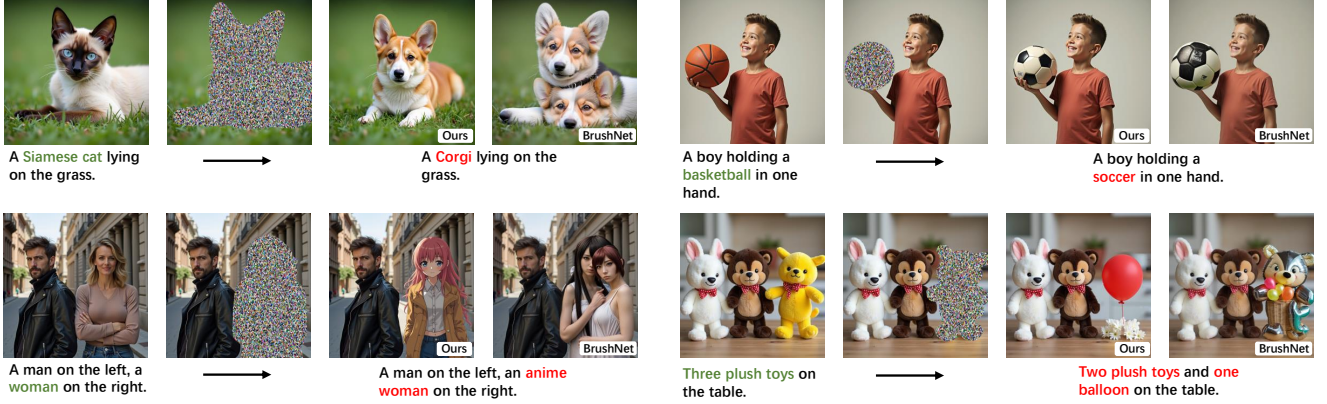 Ours
BrushNet
A Siamese cat lying
on the grass.
A Corgi lying on the
grass.
Ours
BrushNet
A boy holding a
basketball in one
hand.
A boy holding a
soccer in one hand.
Ours
BrushNet
A man on the left, a
woman on the right.
A man on the left, an anime
woman on the right.
Ours
BrushNet
Three plush toys on
the table.
Two plush toys and one
balloon on the table.